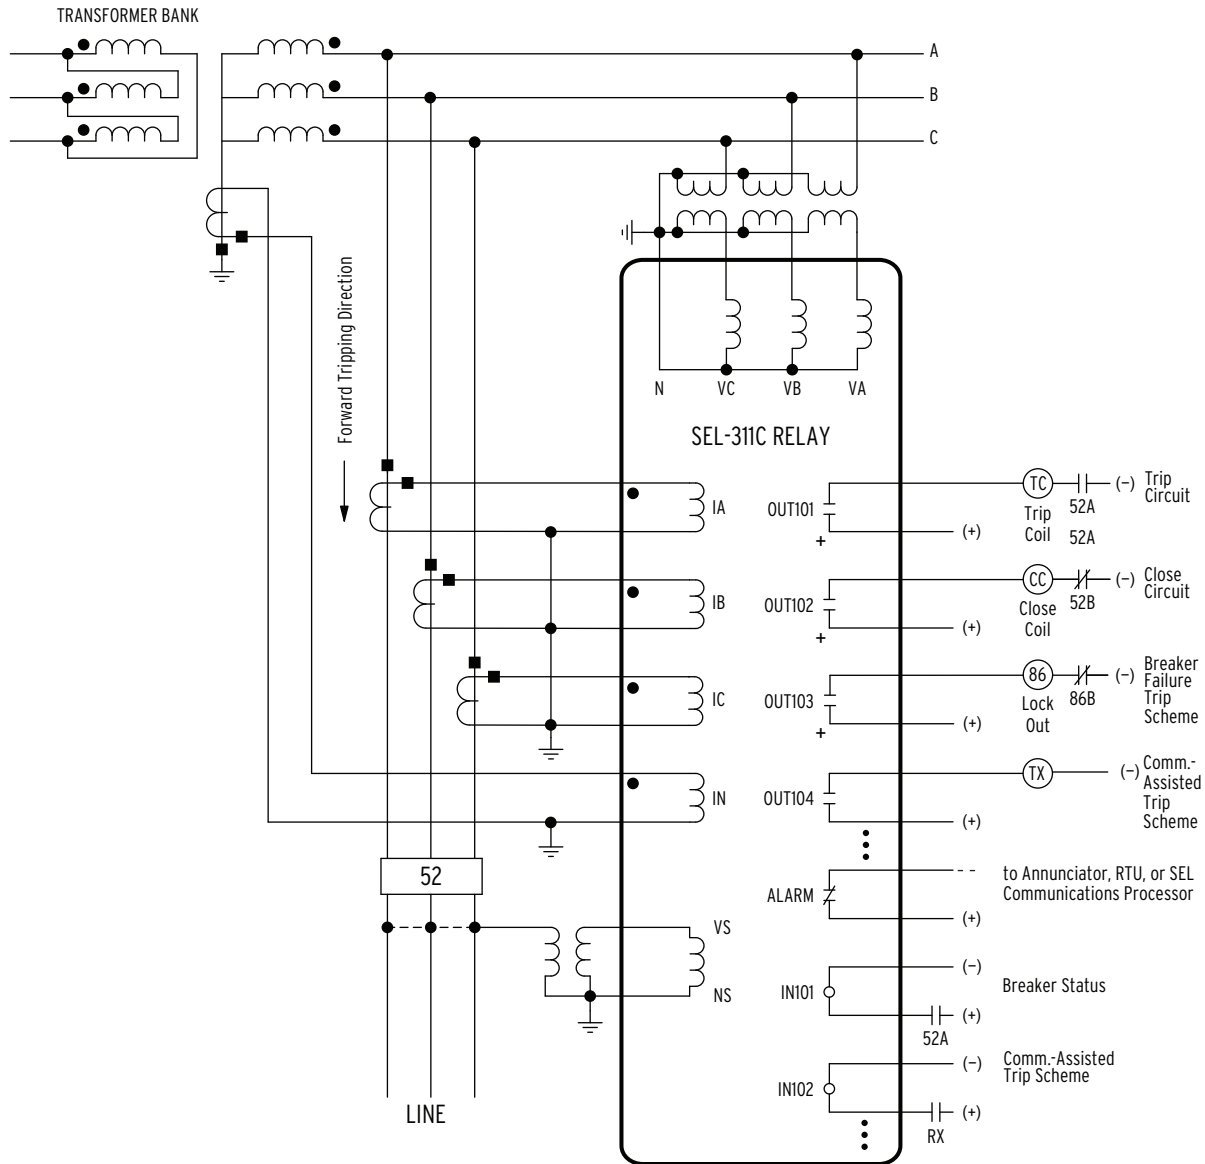 TRANSFORMER BANK
A
B
C
Forward Tripping Direction
N
VC
VB
VA
SEL-311C RELAY
IA
OUT101
+
TC
Trip
Coil
52A
52A
(+)
(−)
Trip
Circuit
IB
OUT102
+
CC
Close
Coil
52B
(+)
(−)
Close
Circuit
IC
OUT103
+
86
Lock
Out
86B
(+)
(−)
Breaker
Failure
Trip
Scheme
IN
OUT104
TX
(+)
(−)
Comm.-
Assisted
Trip
Scheme
52
ALARM
(+)
to Annunciator, RTU, or SEL
Communications Processor
VS
NS
IN101
(−)
(+)
52A
Breaker Status
IN102
(−)
(+)
RX
Comm.-Assisted
Trip Scheme
LINE